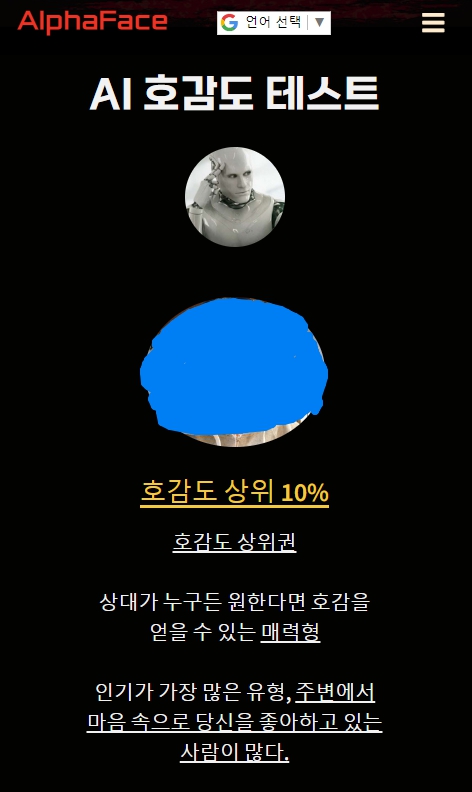 AlphaFace
언어 선택 ▼
AI 호감도 테스트
호감도 상위 10%
호감도 상위권
상대가 누구든 원한다면 호감을
얻을 수 있는 매력형
인기가 가장 많은 유형, 주변에서
마음 속으로 당신을 좋아하고 있는
사람이 많다.